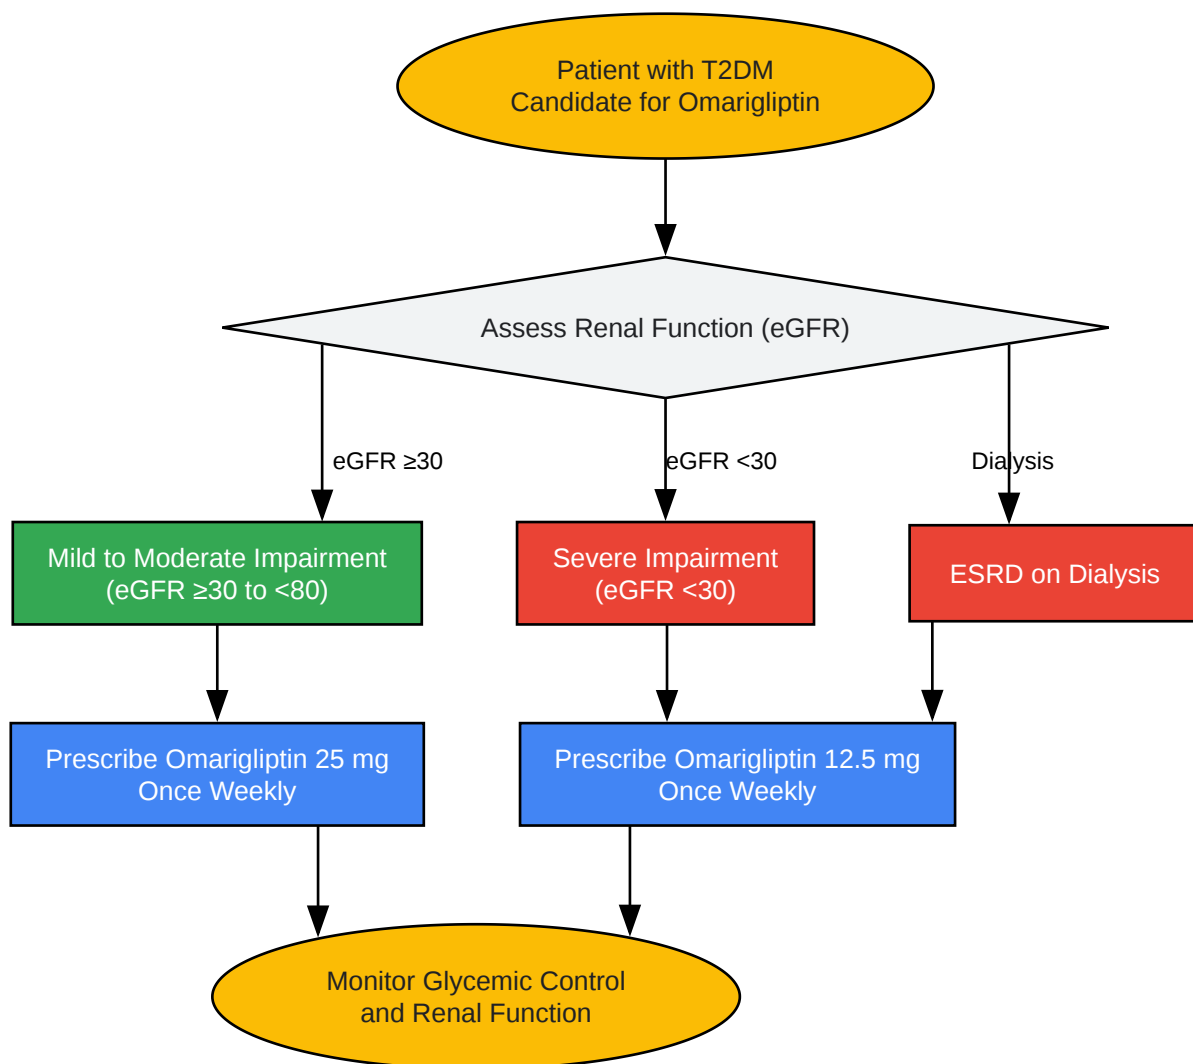 Patient with T2DM
Candidate for Omarigliptin
Assess Renal Function (eGFR)
eGFR ≥30
eGFR <30
Dialysis
Mild to Moderate Impairment
(eGFR ≥30 to <80)
Severe Impairment
(eGFR <30)
ESRD on Dialysis
Prescribe Omarigliptin 25 mg
Once Weekly
Prescribe Omarigliptin 12.5 mg
Once Weekly
Monitor Glycemic Control
and Renal Function